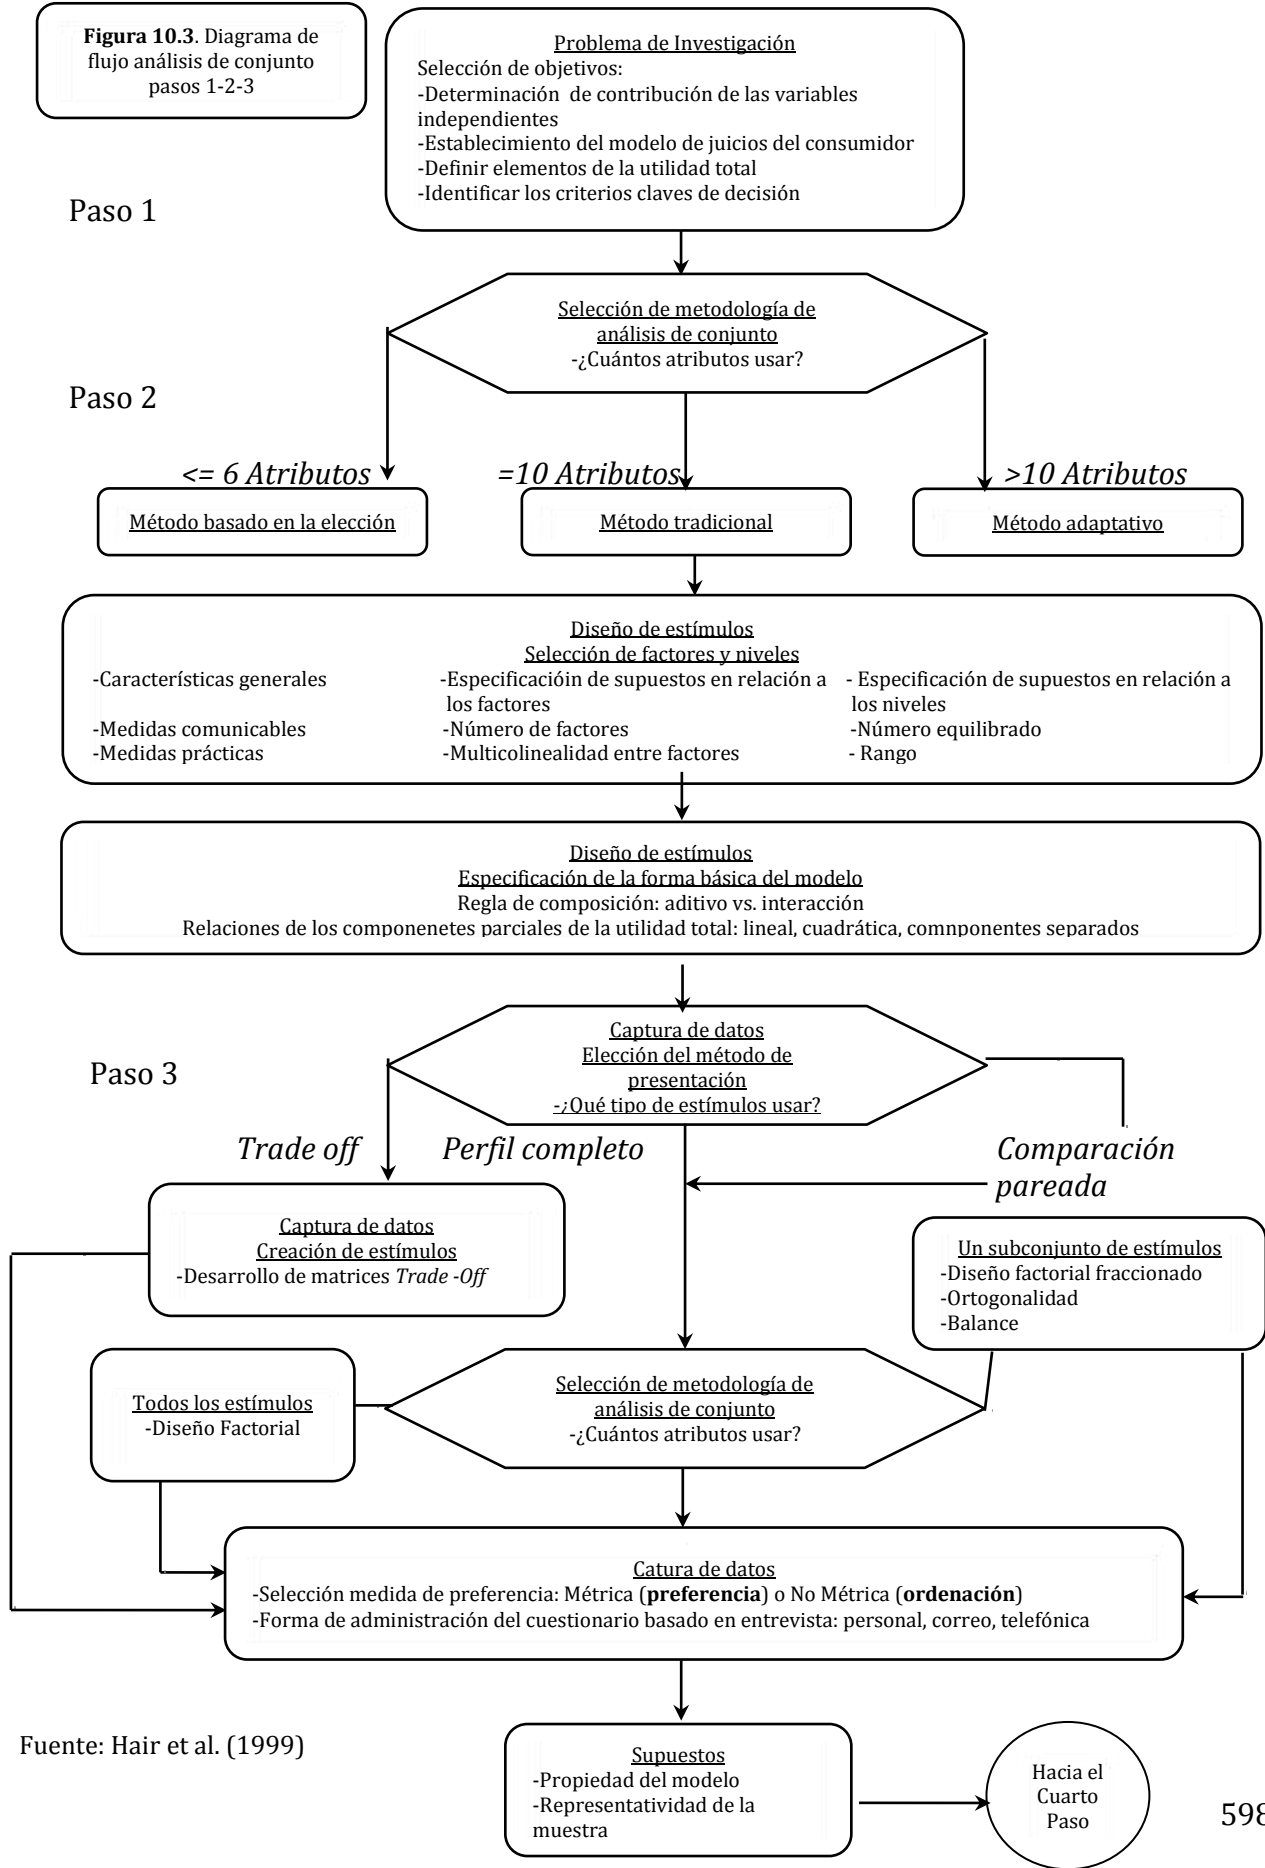 Figura 10.3. Diagrama de
flujo análisis de conjunto
pasos 1-2-3
Problema de Investigación
Selección de objetivos:
-Determinación de contribución de las variables
independientes
-Establecimiento del modelo de juicios del consumidor
-Definir elementos de la utilidad total
-Identificar los criterios claves de decisión
Paso 1
Selección de metodología de
análisis de conjunto
-¿Cuántos atributos usar?
Paso 2
<= 6 Atributos
=10 Atributos
>10 Atributos
Método basado en la elección
Método tradicional
Método adaptativo
Diseño de estímulos
Selección de factores y niveles
-Características generales
-Medidas comunicables
-Medidas prácticas
-Especificacióin de supuestos en relación a
los factores
-Número de factores
-Multicolinealidad entre factores
- Especificación de supuestos en relación a
los niveles
-Número equilibrado
- Rango
Diseño de estímulos
Especificación de la forma básica del modelo
Regla de composición: aditivo vs. interacción
Relaciones de los componenetes parciales de la utilidad total: lineal, cuadrática, comnponentes separados
Paso 3
Captura de datos
Elección del método de
presentación
-¿Qué tipo de estímulos usar?
Trade off
Perfil completo
Comparación
pareada
Captura de datos
Creación de estímulos
-Desarrollo de matrices Trade -Off
Un subconjunto de estímulos
-Diseño factorial fraccionado
-Ortogonalidad
-Balance
Todos los estímulos
-Diseño Factorial
Selección de metodología de
análisis de conjunto
-¿Cuántos atributos usar?
Catura de datos
-Selección medida de preferencia: Métrica (preferencia) o No Métrica (ordenación)
-Forma de administración del cuestionario basado en entrevista: personal, correo, telefónica
Fuente: Hair et al. (1999)
Supuestos
-Propiedad del modelo
-Representatividad de la
muestra
Hacia el
Cuarto
Paso
598